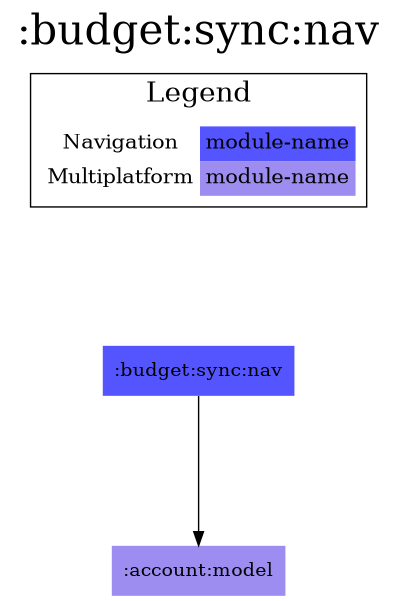 :budget:sync:nav
Legend
Navigation module-name
Multiplatform module-name
:budget:sync:nav
:account:model